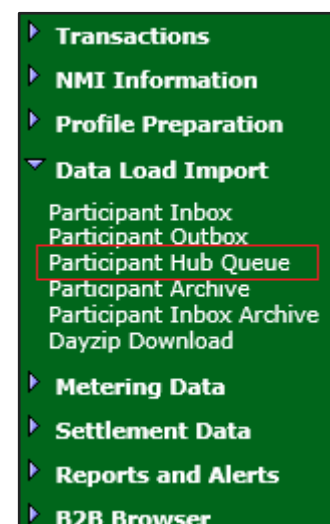 Transactions
NMI Information
Profile Preparation
Data Load Import
Participant Inbox
Participant Outbox
Participant Hub Queue
Participant Archive
Participant Inbox Archive
Dayzip Download
Metering Data
Settlement Data
Reports and Alerts
B2B Browser